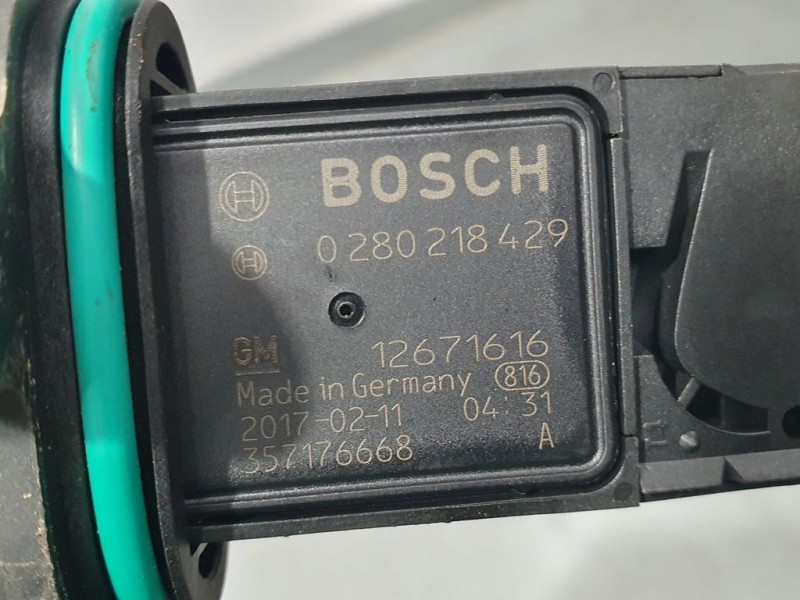 BOSCH
0 280 218 429
GM 12671616
Made in Germany 816
2017-02-11 04:31
357176668 A